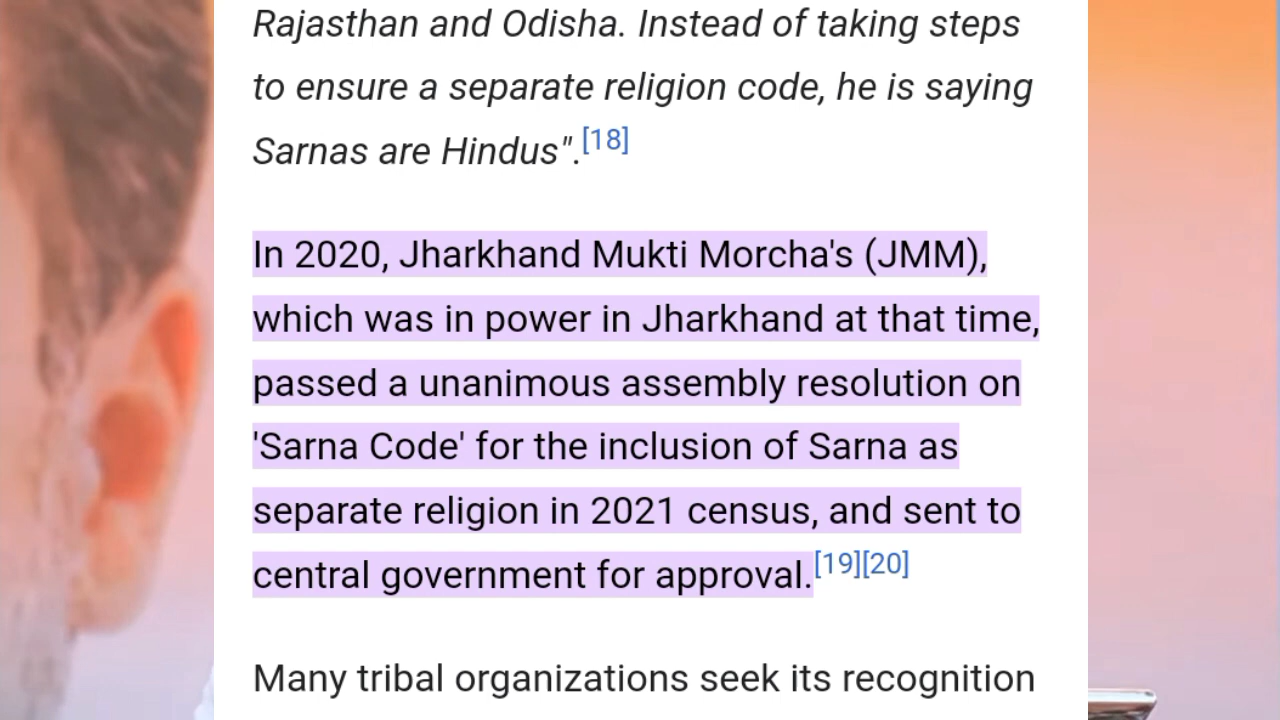 Rajasthan and Odisha. Instead of taking steps
to ensure a separate religion code, he is saying
Sarnas are Hindus".[18]
In 2020, Jharkhand Mukti Morcha's (JMM),
which was in power in Jharkhand at that time,
passed a unanimous assembly resolution on
'Sarna Code' for the inclusion of Sarna as
separate religion in 2021 census, and sent to
central government for approval.[19][20]
Many tribal organizations seek its recognition